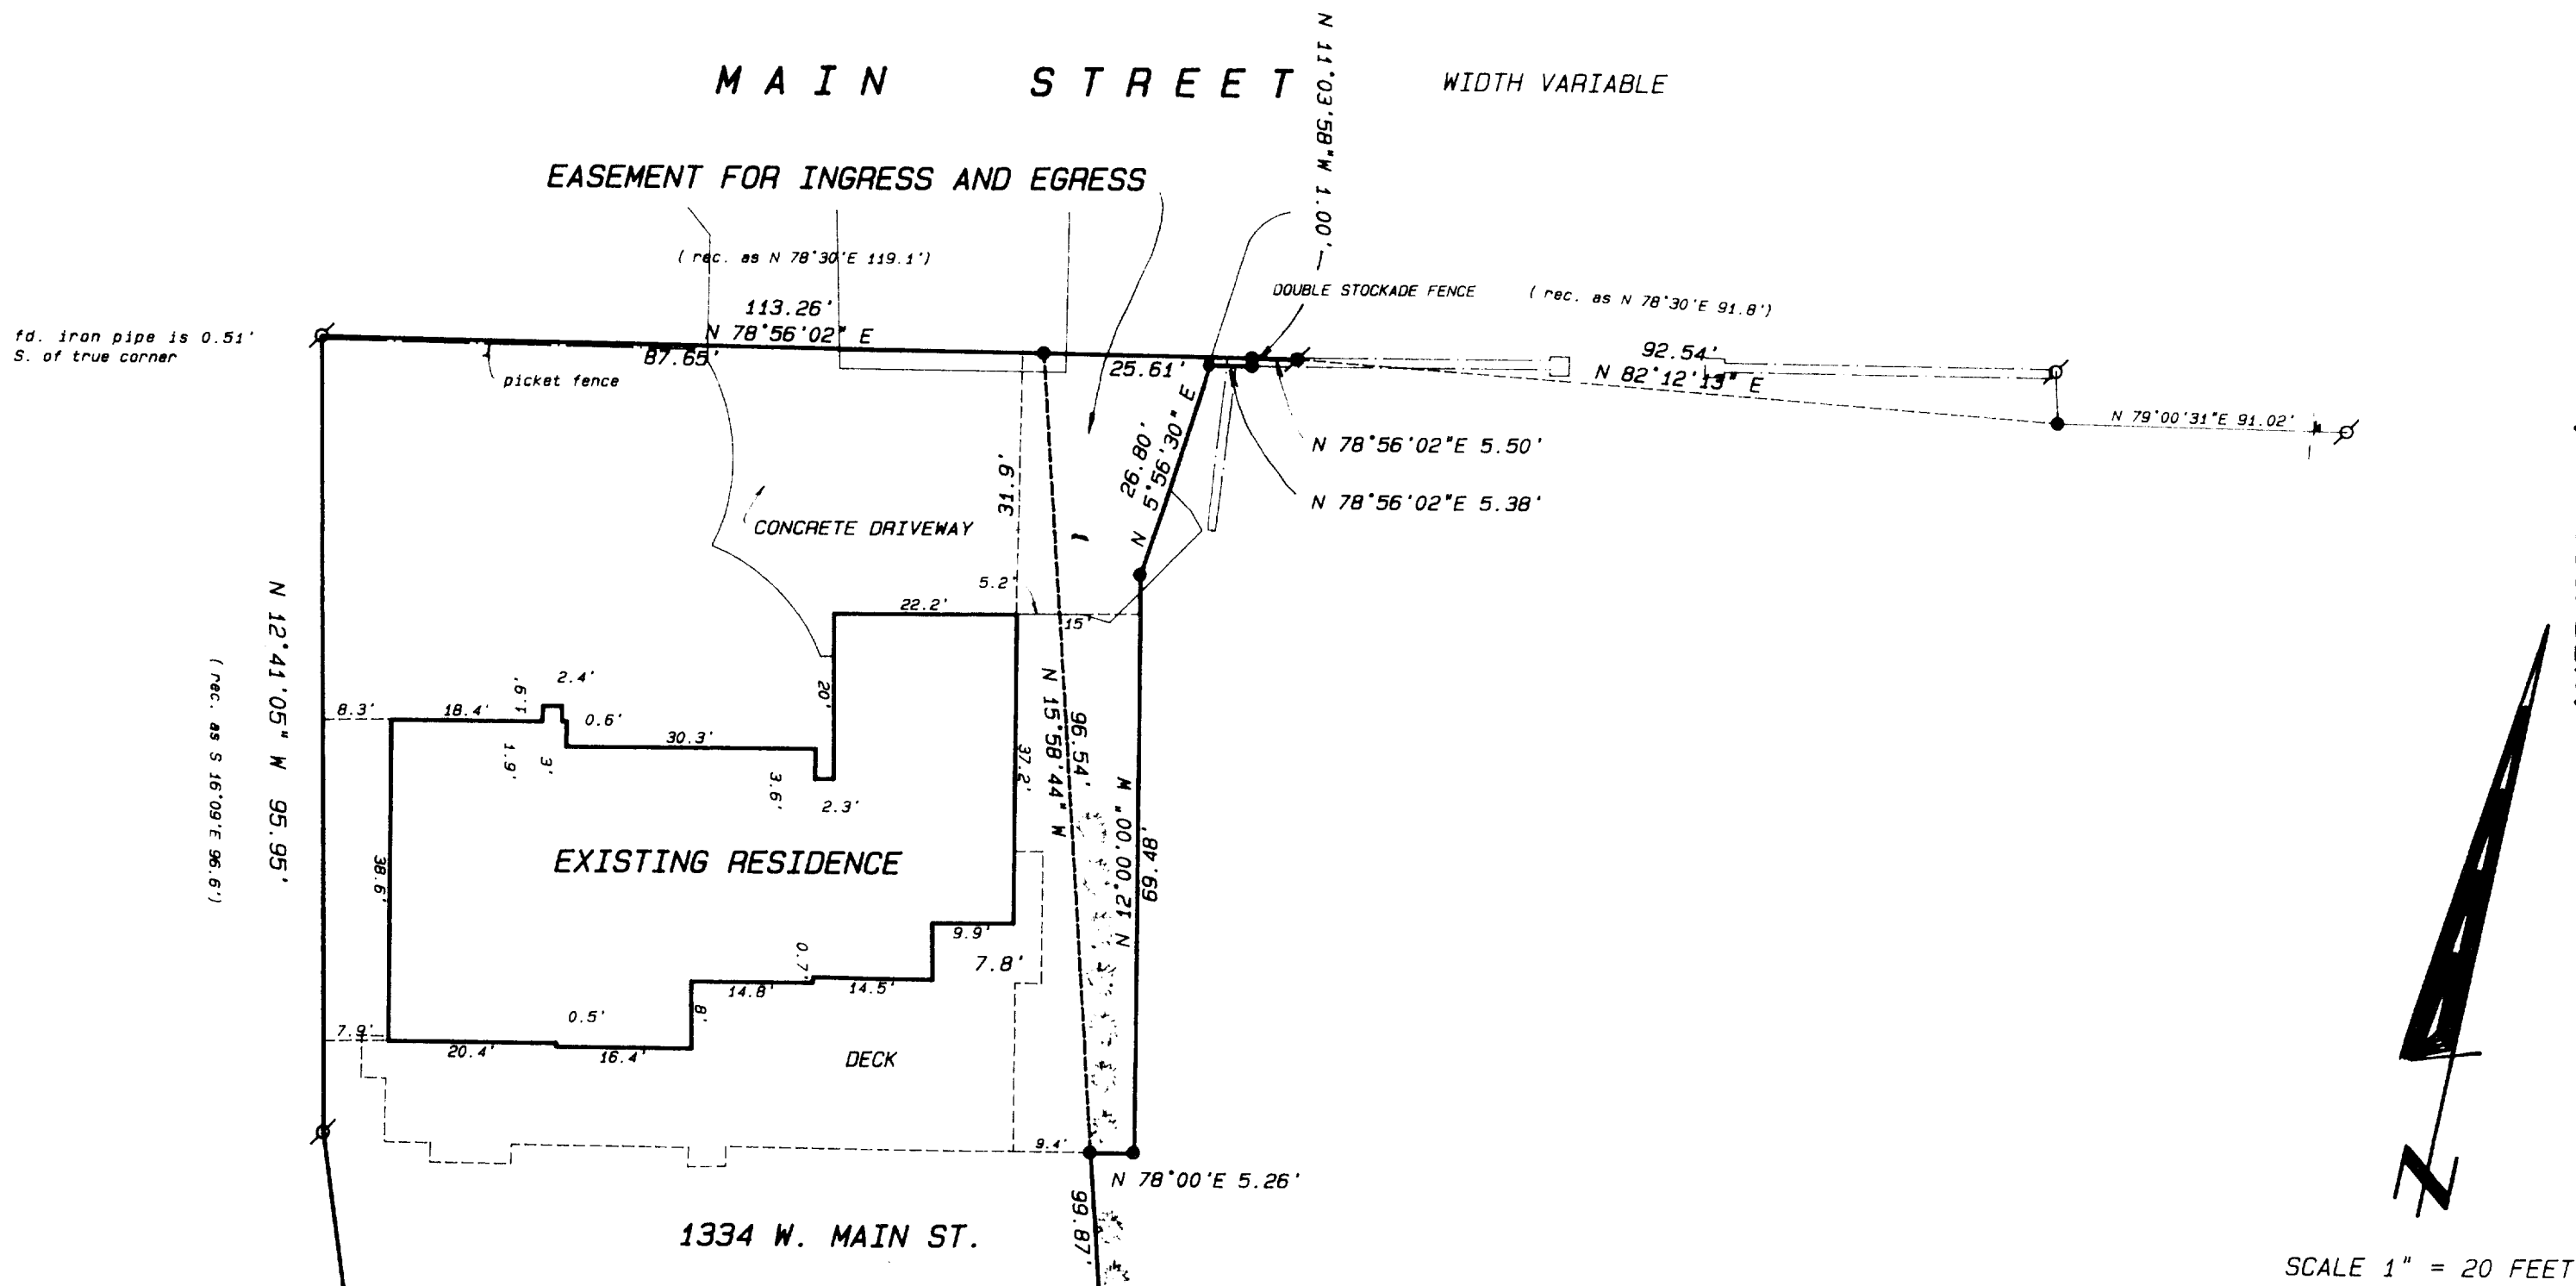 MAIN STREET
WIDTH VARIABLE
N 11°03'58"W 1.00'
EASEMENT FOR INGRESS AND EGRESS
( rec. as N 78°30'E 119.1')
113.26'
N 78°56'02" E
87.65'
fd. iron pipe is 0.51'
S. of true corner
picket fence
DOUBLE STOCKADE FENCE
( rec. as N 78°30'E 91.8')
25.61'
92.54'
N 82°12'13" E
N 79°00'31"E 91.02'
N 78°56'02"E 5.50'
N 78°56'02"E 5.38'
26.80'
N 5°56'30" E
31.9'
CONCRETE DRIVEWAY
5.2'
15'
22.2'
20'
N 12°41'05" W 95.95'
( rec. as S 16°09'E 96.6')
8.3'
18.4'
1.9'
2.4'
0.6'
1.9'
3'
30.3'
3.6'
2.3'
37.2'
N 15°58'44" W
96.54'
N 12°00'00" W
69.48'
EXISTING RESIDENCE
38.6'
9.9'
7.8'
0.7'
14.8'
14.5'
8'
0.5'
7.9'
20.4'
16.4'
DECK
9.4'
N 78°00'E 5.26'
99.87'
1334 W. MAIN ST.
N
SCALE 1" = 20 FEET